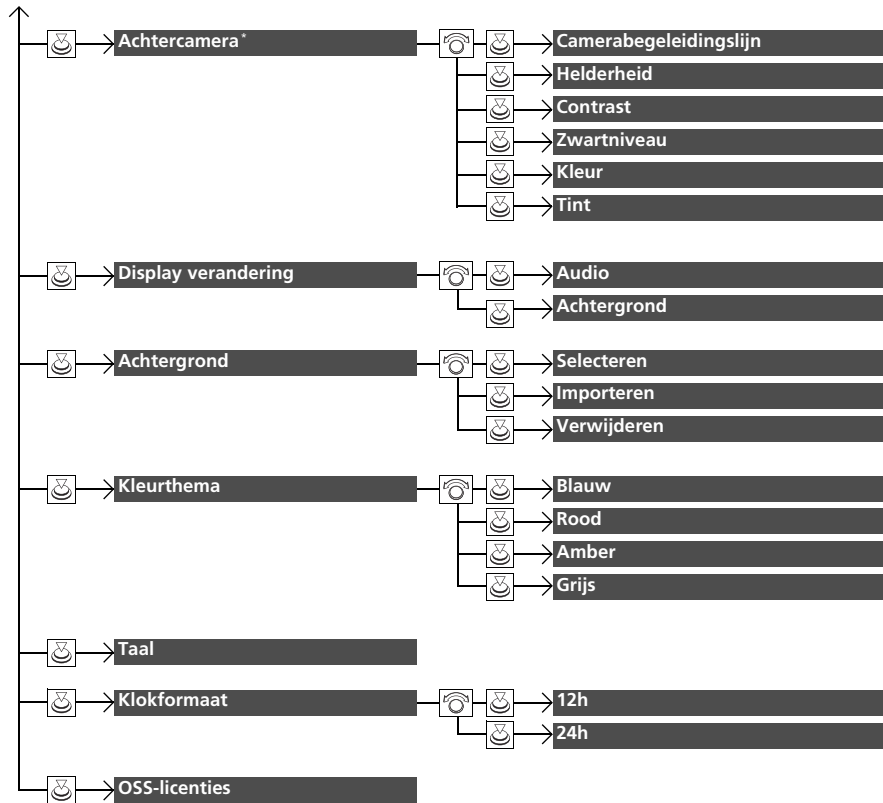 Achtercamera*
Camerabegeleidingslijn
Helderheid
Contrast
Zwartniveau
Kleur
Tint
Display verandering
Audio
Achtergrond
Achtergrond
Selecteren
Importeren
Verwijderen
Kleurthema
Blauw
Rood
Amber
Grijs
Taal
Klokformaat
12h
24h
OSS-licenties